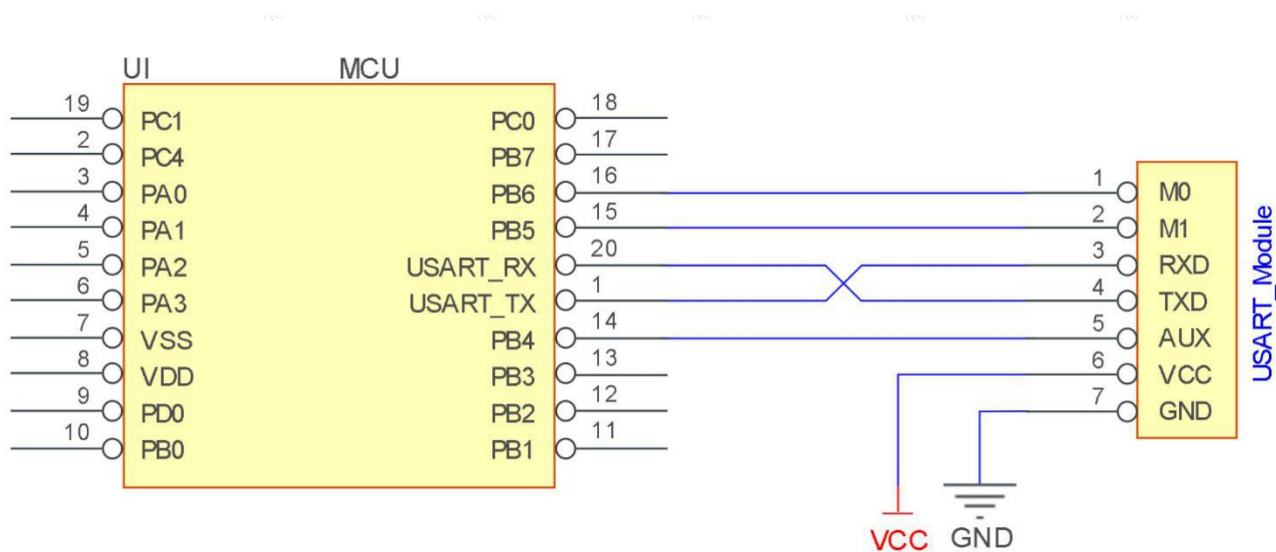 UI MCU
19 PC1 PC0 18
2 PC4 PB7 17
3 PA0 PB6 16
4 PA1 PB5 15
5 PA2 USART_RX 20
6 PA3 USART_TX 1
7 VSS PB4 14
8 VDD PB3 13
9 PD0 PB2 12
10 PB0 PB1 11
1 M0
2 M1
3 RXD
4 TXD
5 AUX
6 VCC
7 GND
USART_Module
VCC GND